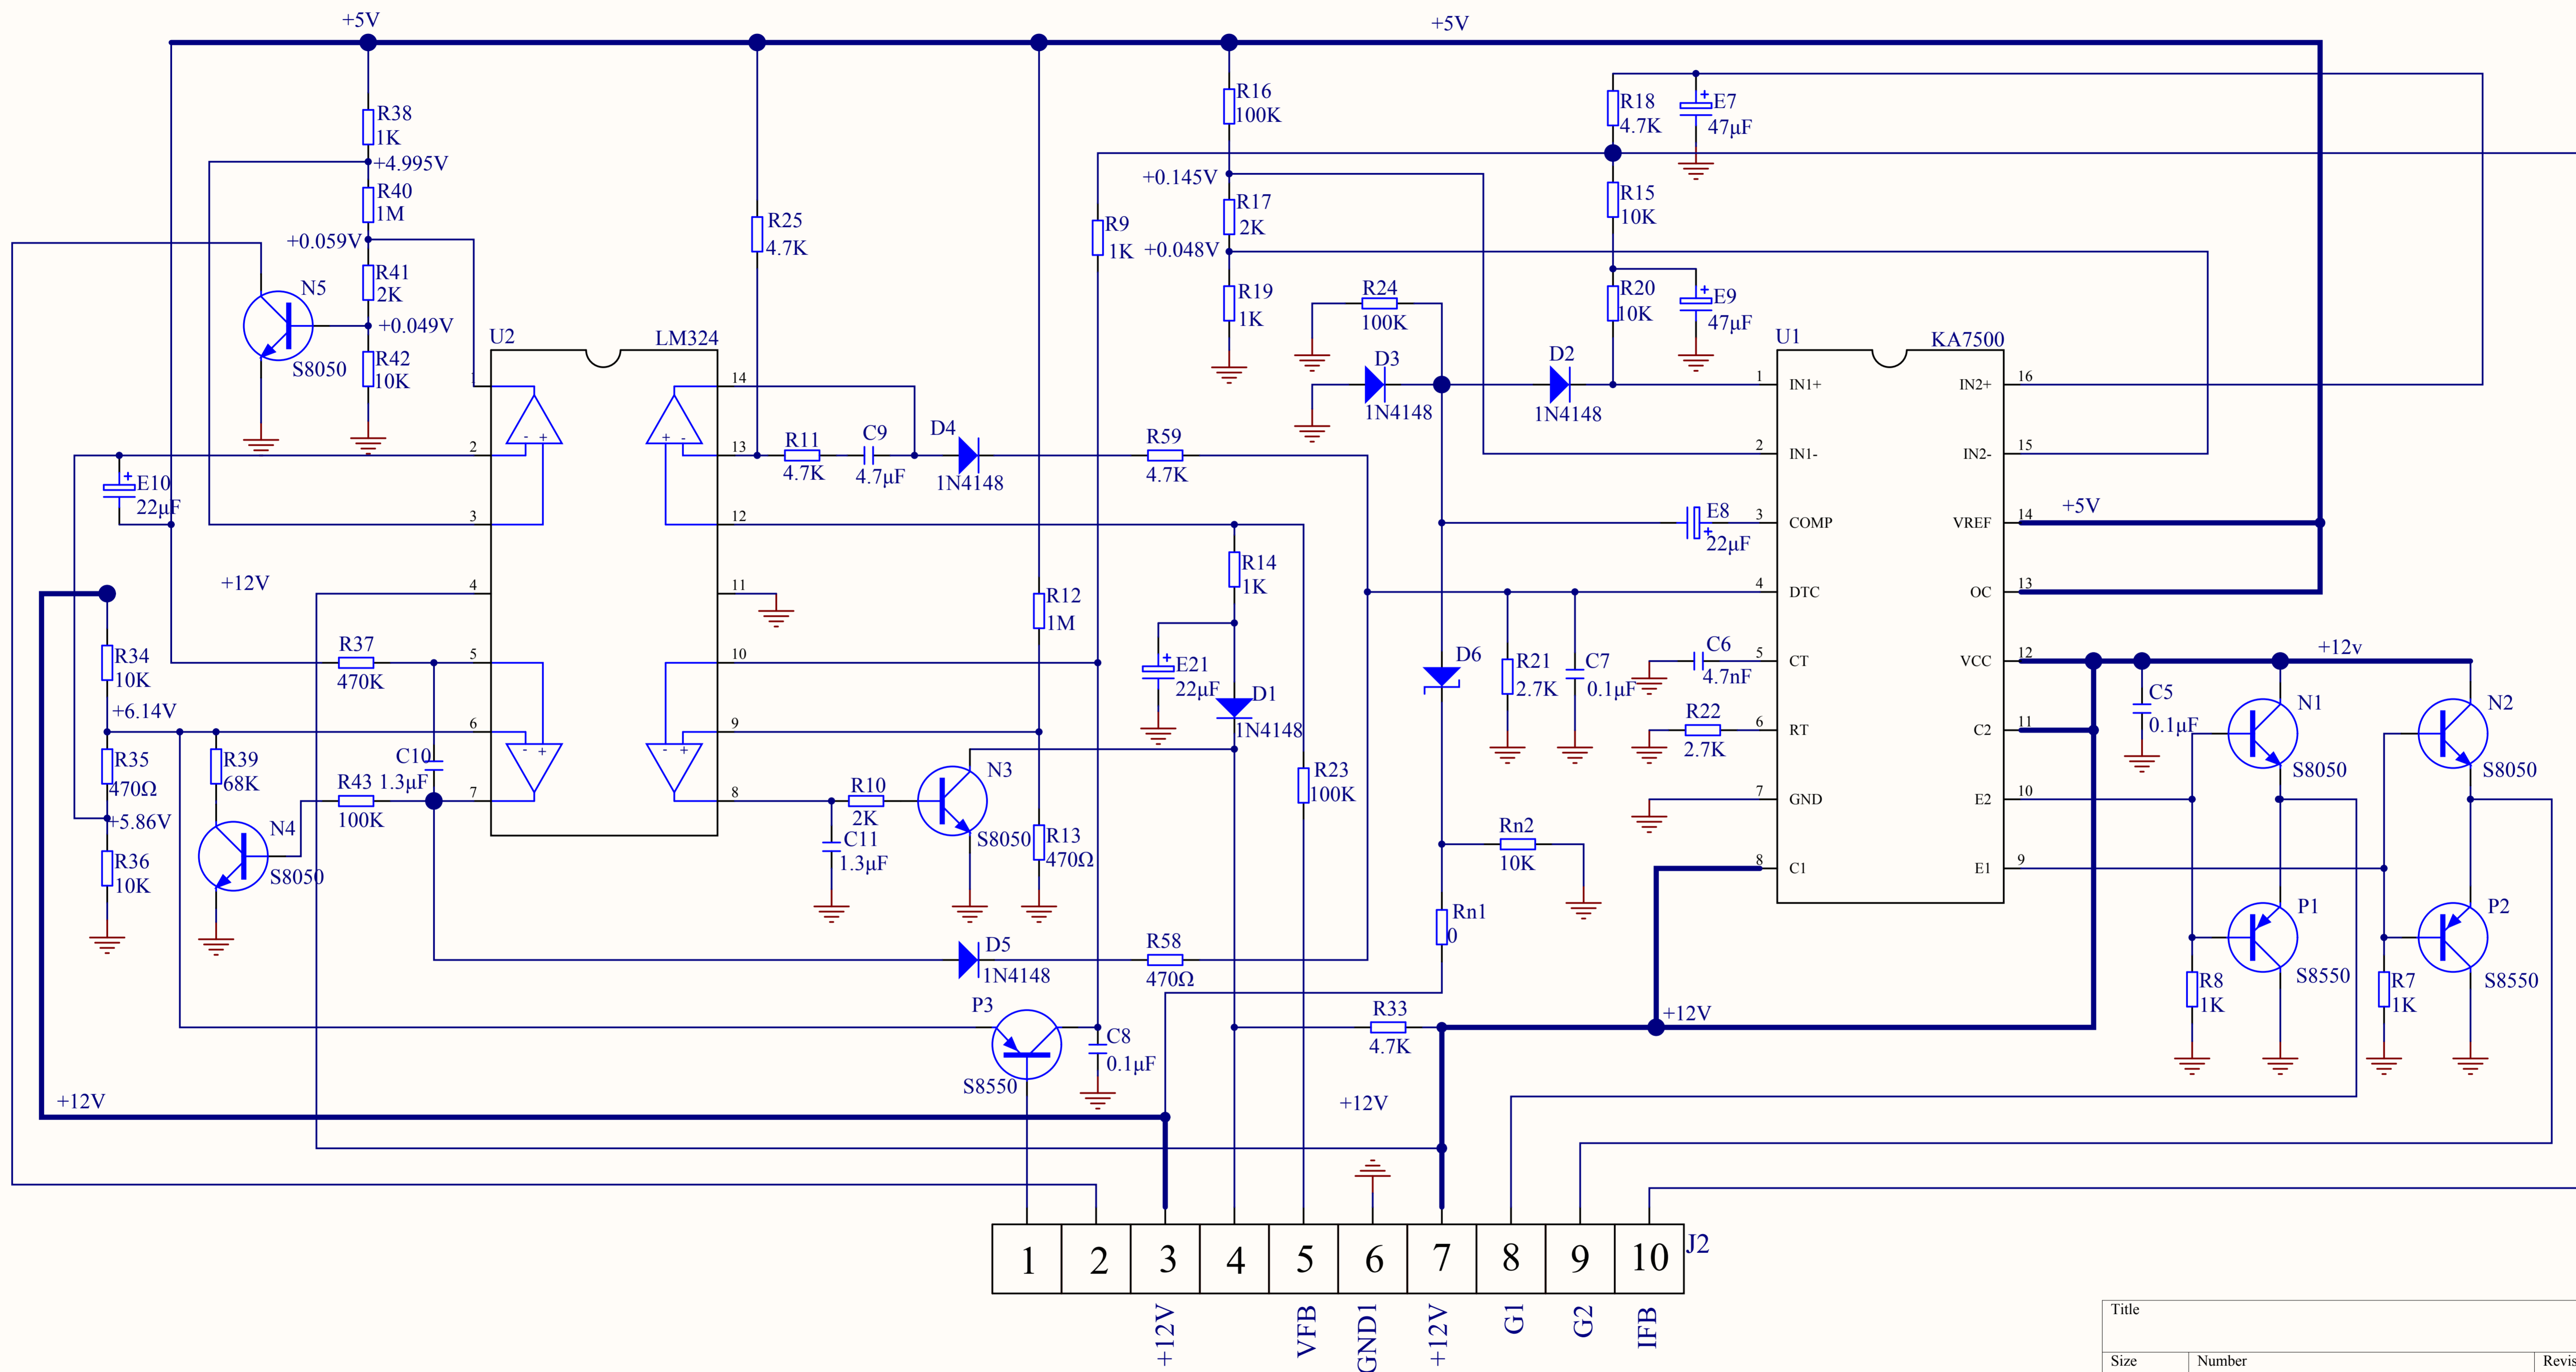 +5V
+5V
R38
1K
+4.995V
R40
1M
+0.059V
R41
2K
+0.049V
R42
10K
N5
S8050
R25
4.7K
R9
1K
R16
100K
+0.145V
R17
2K
+0.048V
R19
1K
R18
4.7K
E7
47μF
R15
10K
R20
10K
E9
47μF
R24
100K
D3
1N4148
D2
1N4148
U2
LM324
1
2
3
4
5
6
7
14
13
12
11
10
9
8
- +
+ -
- +
- +
U1
KA7500
1 IN1+
2 IN1-
3 COMP
4 DTC
5 CT
6 RT
7 GND
8 C1
IN2+ 16
IN2- 15
VREF 14
OC 13
VCC 12
C2 11
E2 10
E1 9
+5V
+12v
E10
22μF
+12V
R34
10K
+6.14V
R35
470Ω
+5.86V
R36
10K
R37
470K
R39
68K
C10
1.3μF
R43
100K
N4
S8050
R11
4.7K
C9
4.7μF
D4
1N4148
R59
4.7K
R12
1M
R14
1K
E21
22μF
D1
1N4148
R10
2K
C11
1.3μF
N3
S8050
R13
470Ω
R23
100K
E8
22μF
D6
R21
2.7K
C7
0.1μF
C6
4.7nF
R22
2.7K
Rn2
10K
Rn1
0
C5
0.1μF
N1
S8050
N2
S8050
P1
S8550
P2
S8550
R8
1K
R7
1K
D5
1N4148
R58
470Ω
P3
S8550
C8
0.1μF
R33
4.7K
+12V
+12V
+12V
1 2 3 4 5 6 7 8 9 10
J2
+12V
VFB
GND1
+12V
G1
G2
IFB
Title
Size
Number